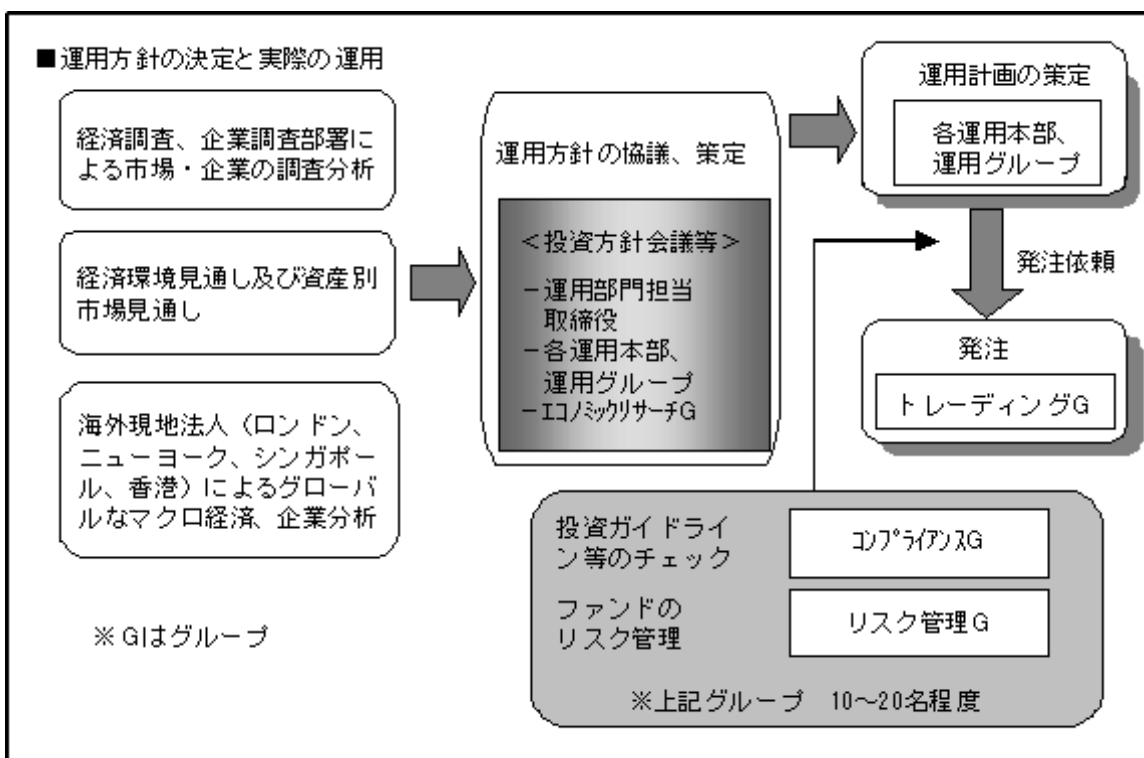 ■運用方針の決定と実際の運用
経済調査、企業調査部署に
よる市場・企業の調査分析
経済環境見通し及び資産別
市場見通し
海外現地法人（ロンドン、
ニューヨーク、シンガポー
ル、香港）によるグローバ
ルなマクロ経済、企業分析
※Gはグループ
運用方針の協議、策定
＜投資方針会議等＞
－運用部門担当
取締役
－各運用本部、
運用グループ
－ｴｺﾉﾐｯｸﾘｻｰﾁG
運用計画の策定
各運用本部、
運用グループ
発注依頼
発注
トレーディングG
投資ガイドライ
ン等のチェック
ｺﾝﾌﾟﾗｲｱﾝｽG
ファンドの
リスク管理
リスク管理G
※上記グループ　10～20名程度